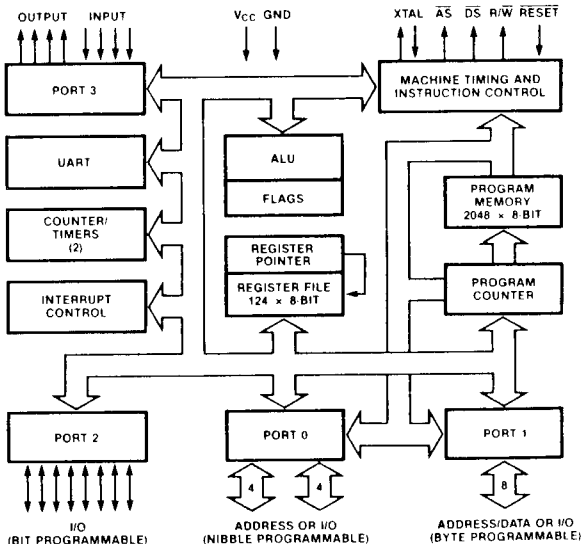 OUTPUT INPUT
VCC GND
XTAL AS DS R/W RESET
PORT 3
MACHINE TIMING AND
INSTRUCTION CONTROL
UART
ALU
FLAGS
PROGRAM
MEMORY
2048 × 8-BIT
COUNTER/
TIMERS
(2)
REGISTER
POINTER
REGISTER FILE
124 × 8-BIT
PROGRAM
COUNTER
INTERRUPT
CONTROL
PORT 2
PORT 0
PORT 1
4
4
8
I/O
(BIT PROGRAMMABLE)
ADDRESS OR I/O
(NIBBLE PROGRAMMABLE)
ADDRESS/DATA OR I/O
(BYTE PROGRAMMABLE)